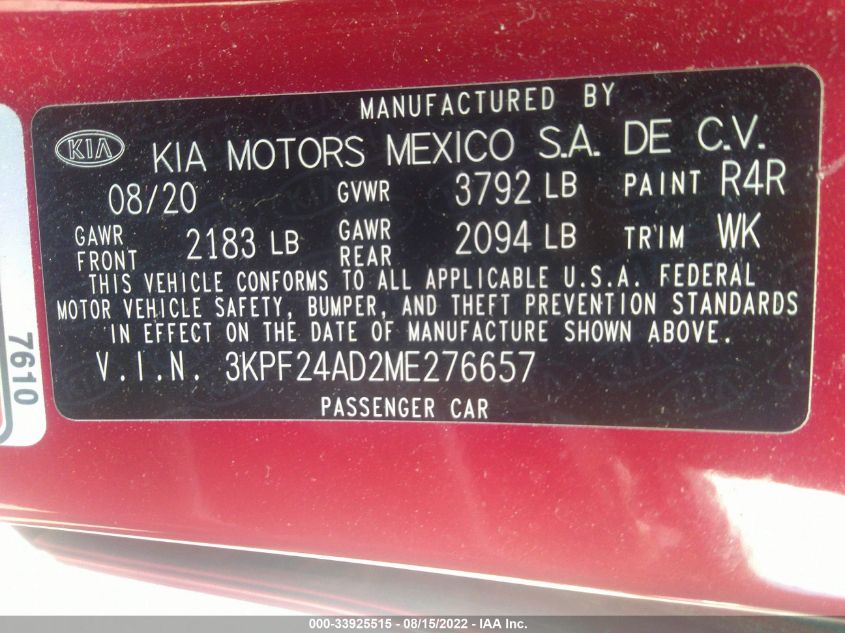 MANUFACTURED BY
KIA KIA MOTORS MEXICO S.A. DE C.V.
08/20 GVWR 3792 LB PAINT R4R
GAWR FRONT 2183 LB GAWR REAR 2094 LB TRIM WK
THIS VEHICLE CONFORMS TO ALL APPLICABLE U.S.A. FEDERAL
MOTOR VEHICLE SAFETY, BUMPER, AND THEFT PREVENTION STANDARDS
IN EFFECT ON THE DATE OF MANUFACTURE SHOWN ABOVE.
V.I.N. 3KPF24AD2ME276657
PASSENGER CAR
7610
000-33925515 - 08/15/2022 - IAA Inc.